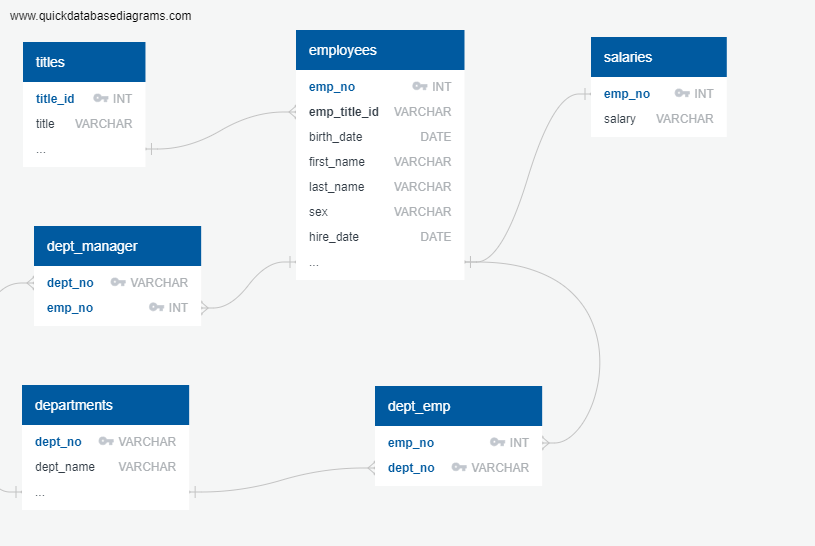 www.quickdatabasediagrams.com
titles
title_id INT
title VARCHAR
...
employees
emp_no INT
emp_title_id VARCHAR
birth_date DATE
first_name VARCHAR
last_name VARCHAR
sex VARCHAR
hire_date DATE
...
salaries
emp_no INT
salary VARCHAR
dept_manager
dept_no VARCHAR
emp_no INT
departments
dept_no VARCHAR
dept_name VARCHAR
...
dept_emp
emp_no INT
dept_no VARCHAR